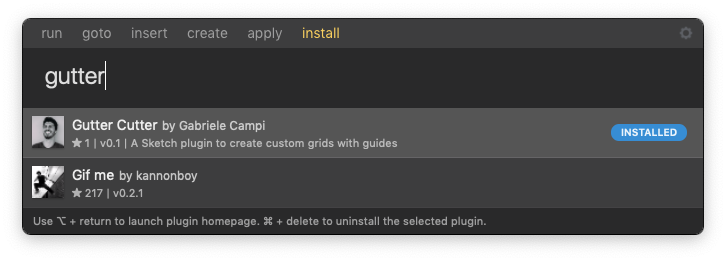 run goto insert create apply install
gutter
Gutter Cutter by Gabriele Campi
★ 1 | v0.1 | A Sketch plugin to create custom grids with guides
INSTALLED
Gif me by kannonboy
★ 217 | v0.2.1
Use ⌥ + return to launch plugin homepage. ⌘ + delete to uninstall the selected plugin.